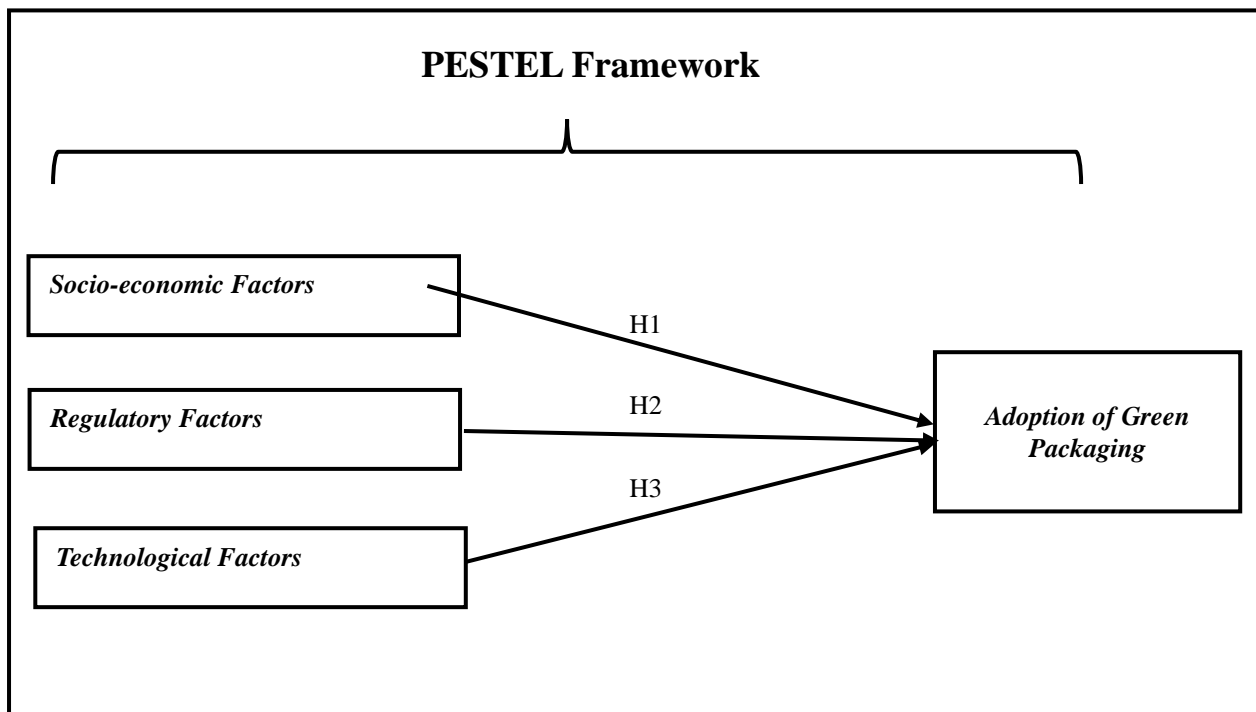 PESTEL Framework
Socio-economic Factors
H1
Regulatory Factors
H2
Adoption of Green
Packaging
H3
Technological Factors